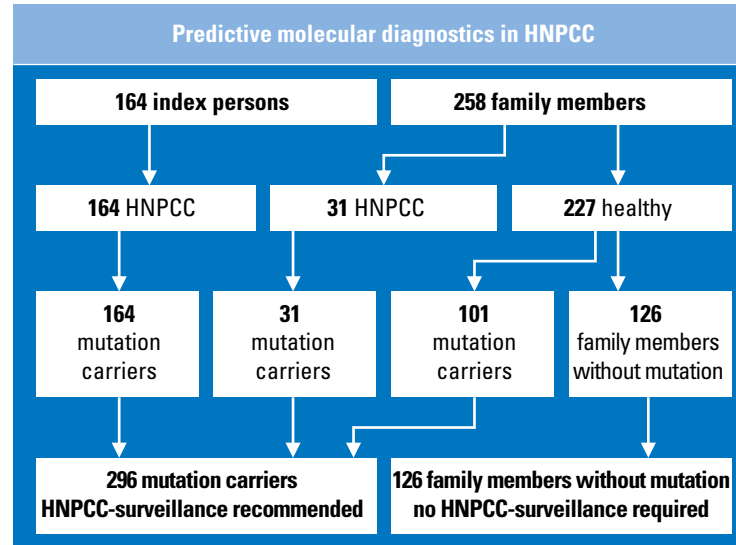 Predictive molecular diagnostics in HNPCC
164 index persons
258 family members
164 HNPCC
31 HNPCC
227 healthy
164
mutation
carriers
31
mutation
carriers
101
mutation
carriers
126
family members
without mutation
296 mutation carriers
HNPCC-surveillance recommended
126 family members without mutation
no HNPCC-surveillance required